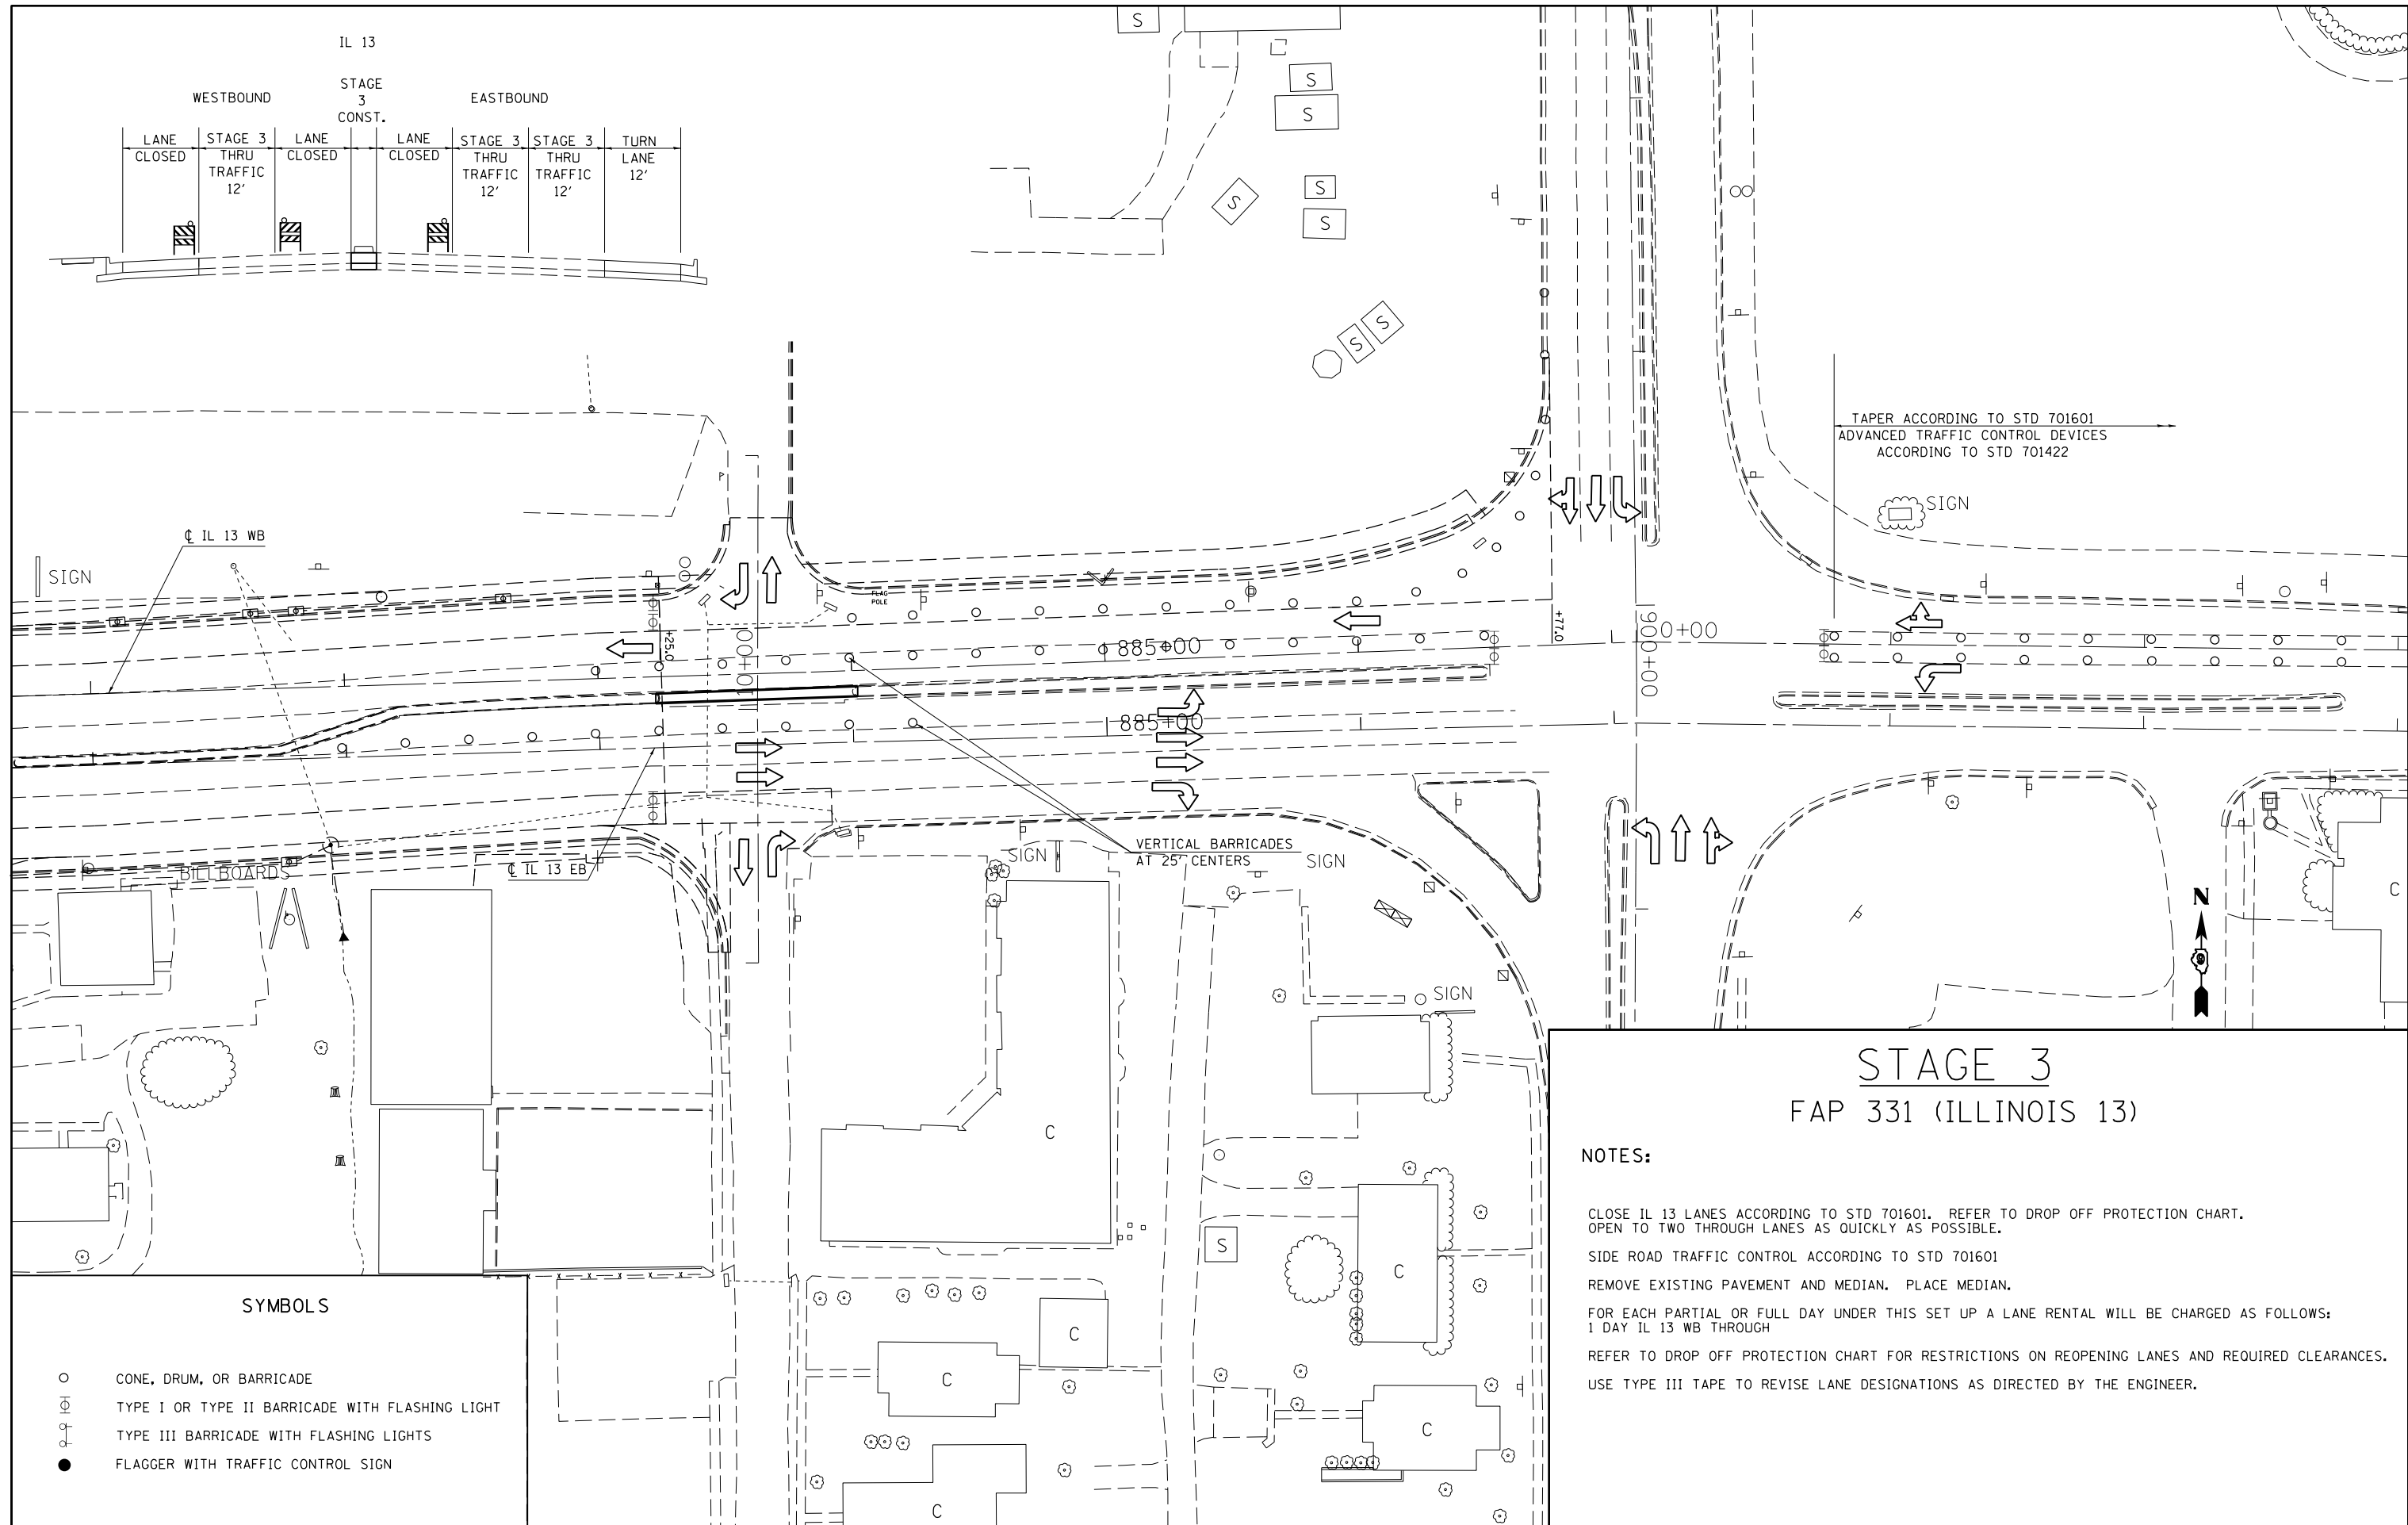 IL 13
STAGE
3
CONST.
WESTBOUND
EASTBOUND
LANE
CLOSED
STAGE 3
THRU
TRAFFIC
12'
LANE
CLOSED
LANE
CLOSED
STAGE 3
THRU
TRAFFIC
12'
STAGE 3
THRU
TRAFFIC
12'
TURN
LANE
12'
S
S
S
S
S
S
S
S
TAPER ACCORDING TO STD 701601
ADVANCED TRAFFIC CONTROL DEVICES
ACCORDING TO STD 701422
SIGN
℄ IL 13 WB
SIGN
FLAG
POLE
+25.0
885+00
+77.0
900+00
00+00
885+00
VERTICAL BARRICADES
AT 25' CENTERS
SIGN
SIGN
℄ IL 13 EB
BILLBOARDS
SIGN
N
C
C
S
C
C
C
C
C
STAGE 3
FAP 331 (ILLINOIS 13)
NOTES:
CLOSE IL 13 LANES ACCORDING TO STD 701601. REFER TO DROP OFF PROTECTION CHART.
OPEN TO TWO THROUGH LANES AS QUICKLY AS POSSIBLE.
SIDE ROAD TRAFFIC CONTROL ACCORDING TO STD 701601
REMOVE EXISTING PAVEMENT AND MEDIAN. PLACE MEDIAN.
FOR EACH PARTIAL OR FULL DAY UNDER THIS SET UP A LANE RENTAL WILL BE CHARGED AS FOLLOWS:
1 DAY IL 13 WB THROUGH
REFER TO DROP OFF PROTECTION CHART FOR RESTRICTIONS ON REOPENING LANES AND REQUIRED CLEARANCES.
USE TYPE III TAPE TO REVISE LANE DESIGNATIONS AS DIRECTED BY THE ENGINEER.
SYMBOLS
CONE, DRUM, OR BARRICADE
TYPE I OR TYPE II BARRICADE WITH FLASHING LIGHT
TYPE III BARRICADE WITH FLASHING LIGHTS
FLAGGER WITH TRAFFIC CONTROL SIGN